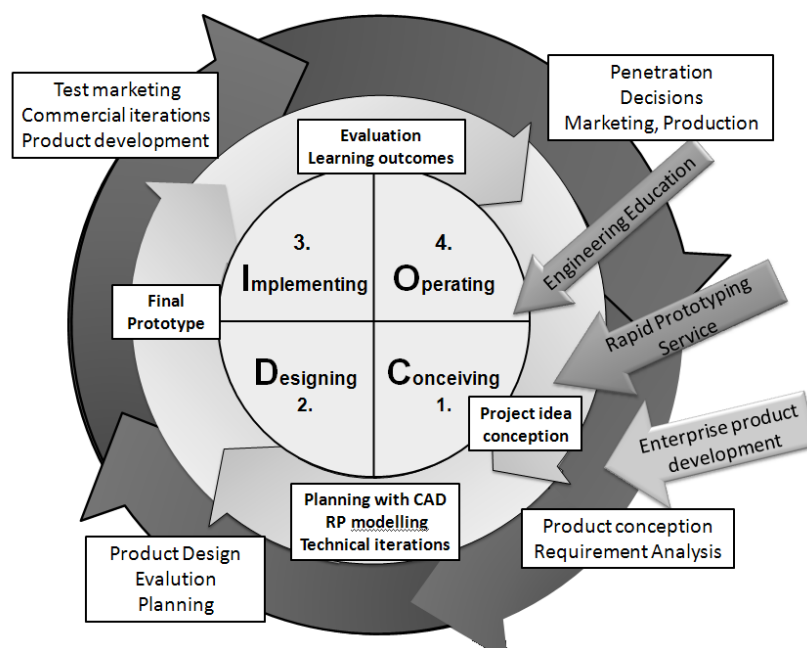 Test marketing
Commercial iterations
Product development
Penetration
Decisions
Marketing, Production
Evaluation
Learning outcomes
Engineering Education
3.
Implementing
4.
Operating
Final
Prototype
Rapid Prototyping
Service
Designing
2.
Conceiving
1.
Project idea
conception
Enterprise product
development
Planning with CAD
RP modelling
Technical iterations
Product conception
Requirement Analysis
Product Design
Evalution
Planning